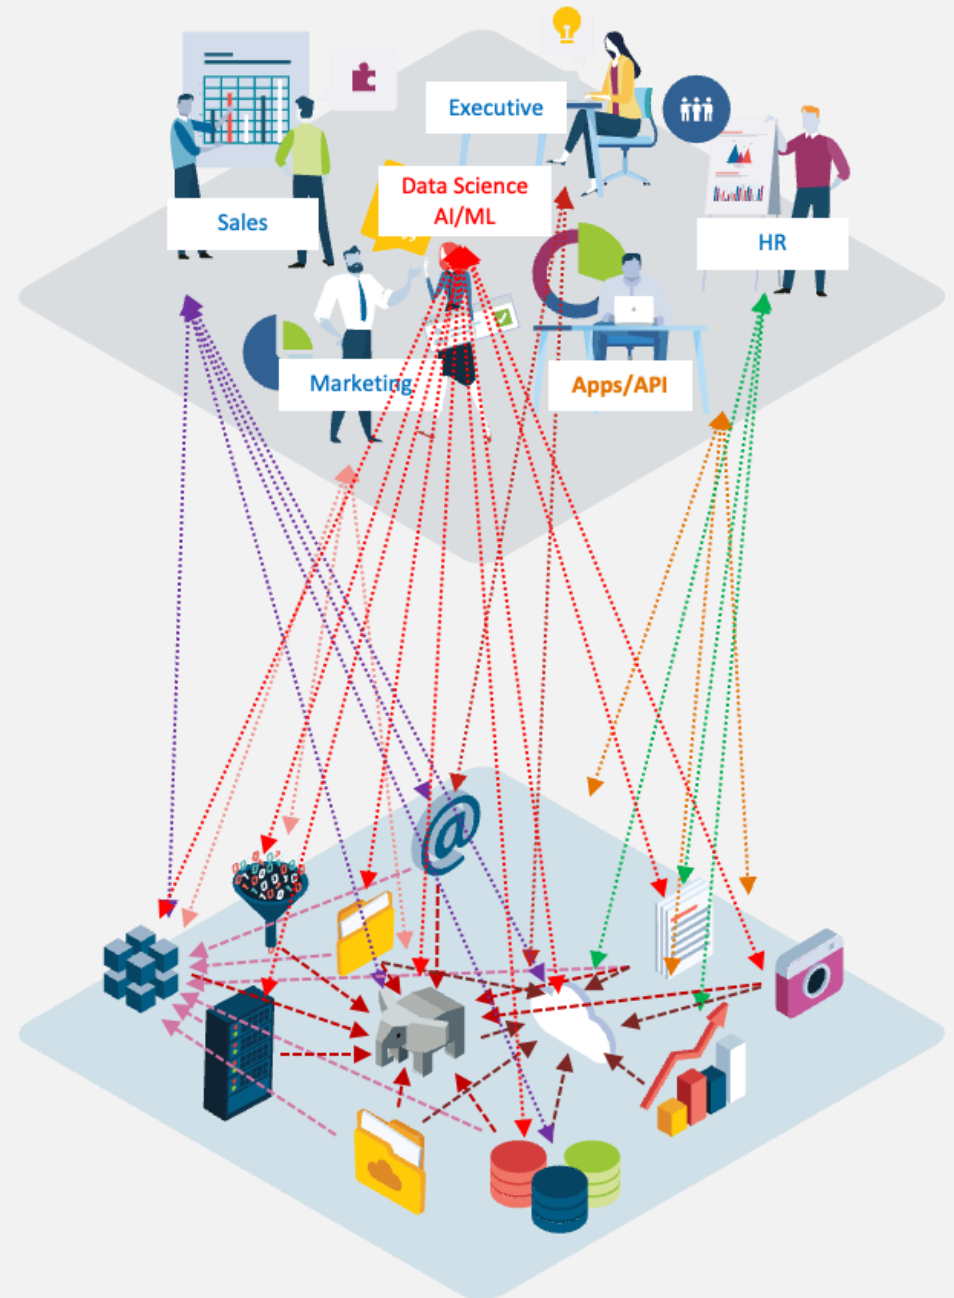 Executive
Data Science
AI/ML
Sales
HR
Marketing
Apps/API
@